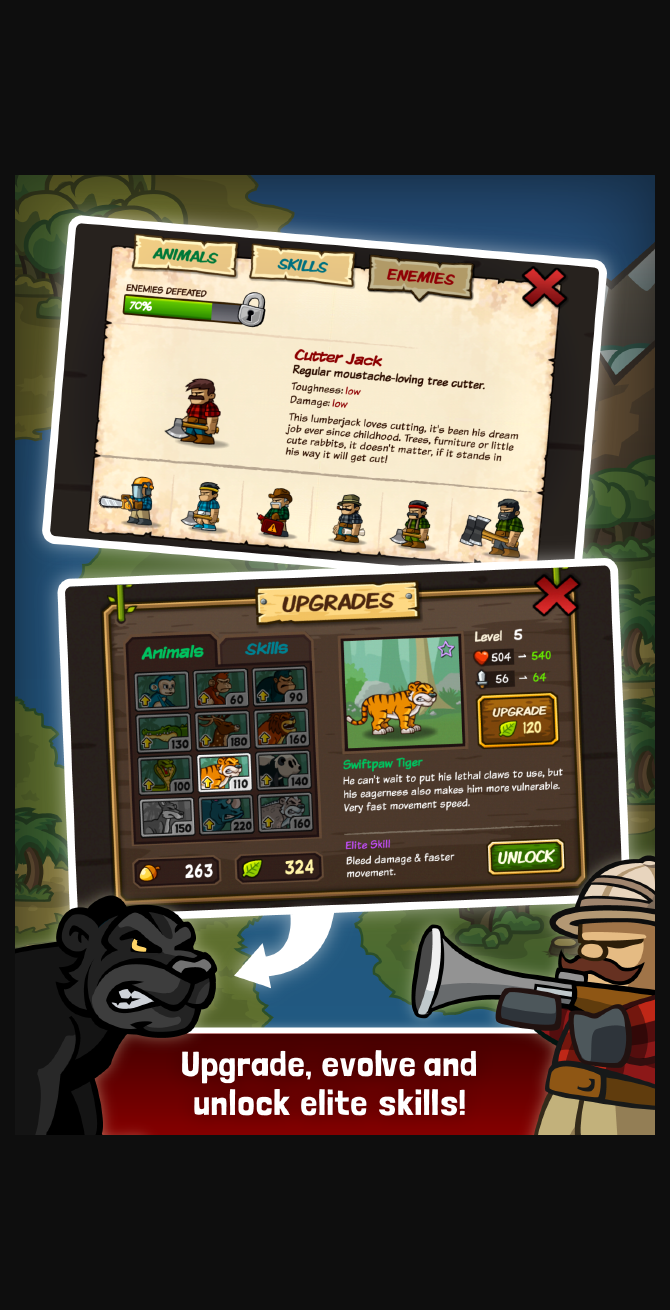 ANIMALS
SKILLS
ENEMIES
ENEMIES DEFEATED
70%
Cutter Jack
Regular moustache-loving tree cutter.
Toughness: low
Damage: low
This lumberjack loves cutting, it's been his dream
job ever since childhood. Trees, furniture or little
cute rabbits, it doesn't matter, if it stands in
his way it will get cut!
UPGRADES
Animals
Skills
Level 5
504 → 540
56 → 64
UPGRADE
120
60
90
130
180
160
100
110
140
150
220
160
Swiftpaw Tiger
He can't wait to put his lethal claws to use, but
his eagerness also makes him more vulnerable.
Very fast movement speed.
Elite Skill
Bleed damage & faster
movement.
UNLOCK
263
324
Upgrade, evolve and
unlock elite skills!